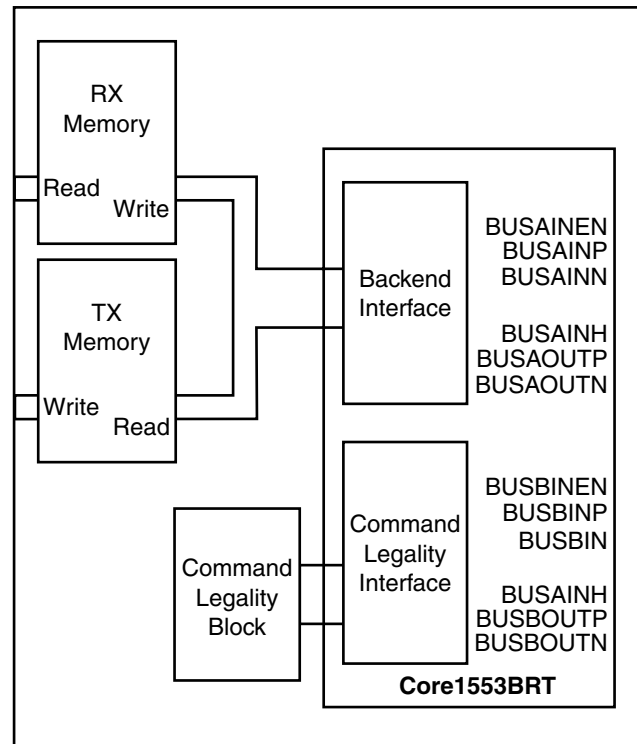 RX
Memory
Read
Write
TX
Memory
Write
Read
Backend
Interface
BUSAINEN
BUSAINP
BUSAINN
BUSAINH
BUSAOUTP
BUSAOUTN
Command
Legality
Block
Command
Legality
Interface
BUSBINEN
BUSBINP
BUSBIN
BUSAINH
BUSBOUTP
BUSBOUTN
Core1553BRT